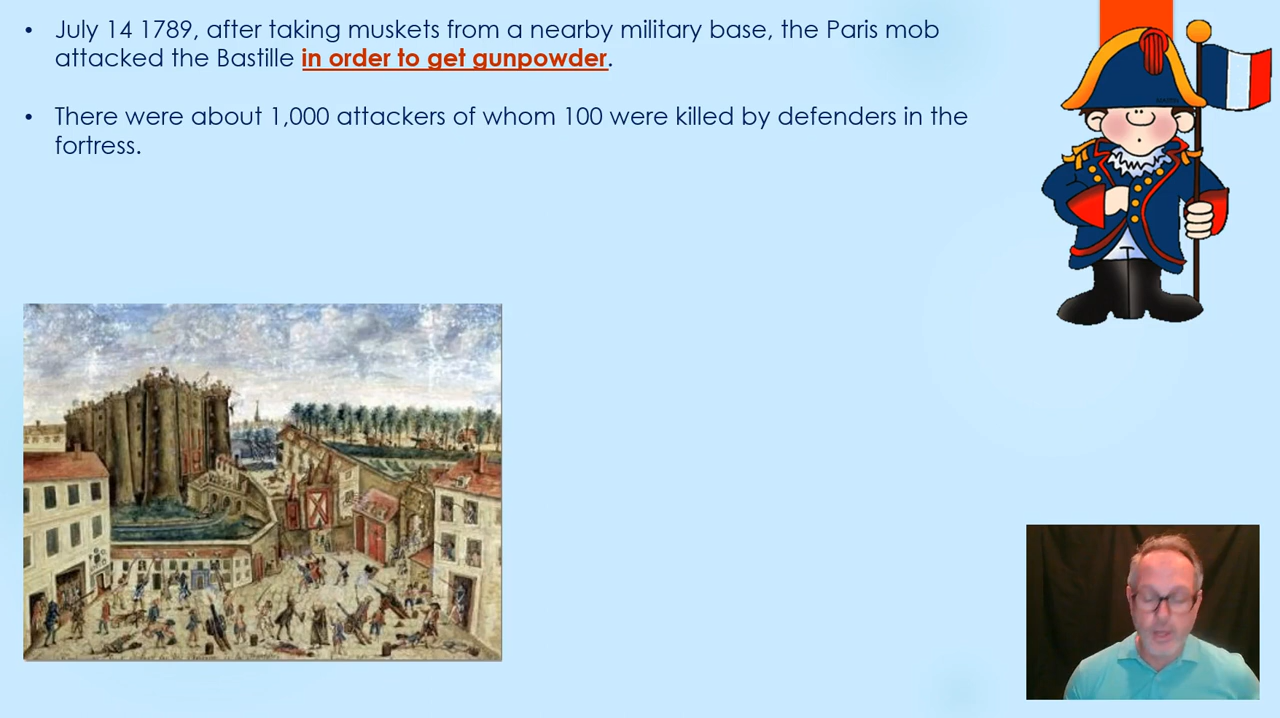 • July 14 1789, after taking muskets from a nearby military base, the Paris mob
attacked the Bastille in order to get gunpowder.
• There were about 1,000 attackers of whom 100 were killed by defenders in the
fortress.